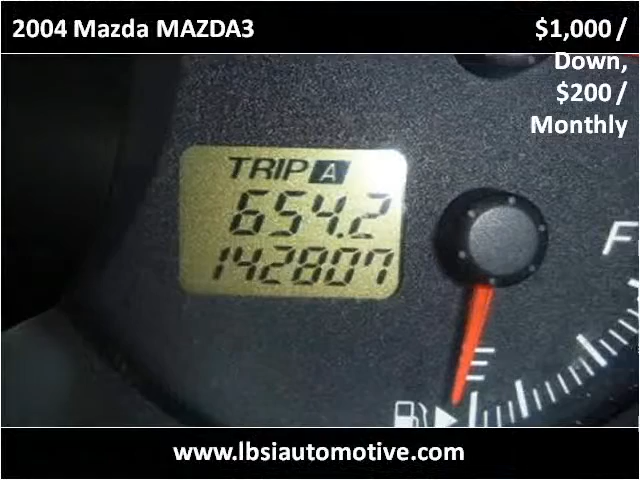 2004 Mazda MAZDA3
$1,000 /
Down,
$200 /
Monthly
TRIP A
654.2
142807
F
E
www.lbsiautomotive.com